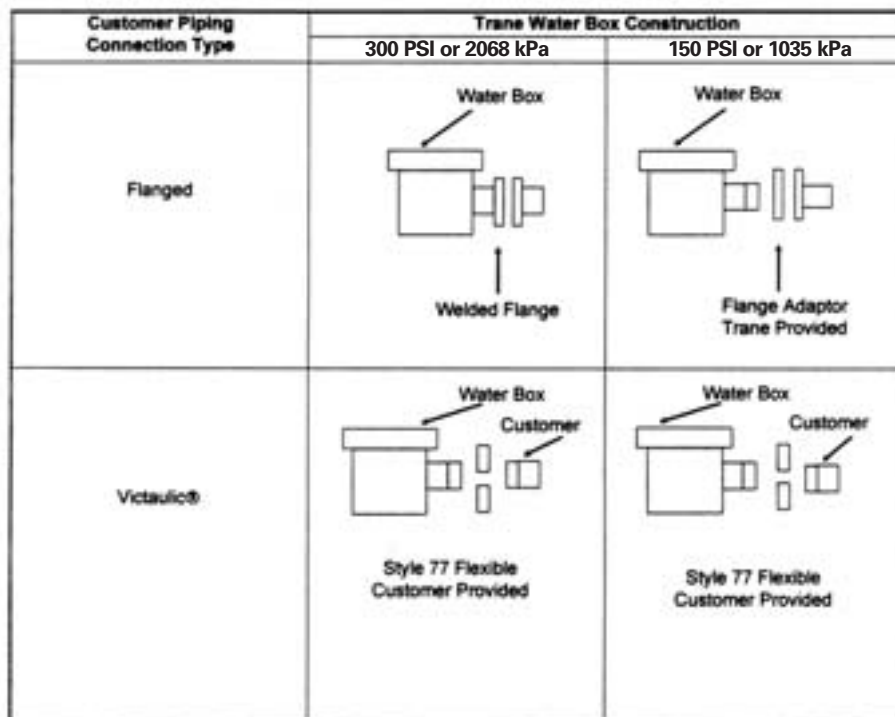 Customer Piping
Connection Type
Trane Water Box Construction
300 PSI or 2068 kPa
150 PSI or 1035 kPa
Flanged
Water Box
Welded Flange
Water Box
Flange Adaptor
Trane Provided
Victaulic®
Water Box
Customer
Style 77 Flexible
Customer Provided
Water Box
Customer
Style 77 Flexible
Customer Provided